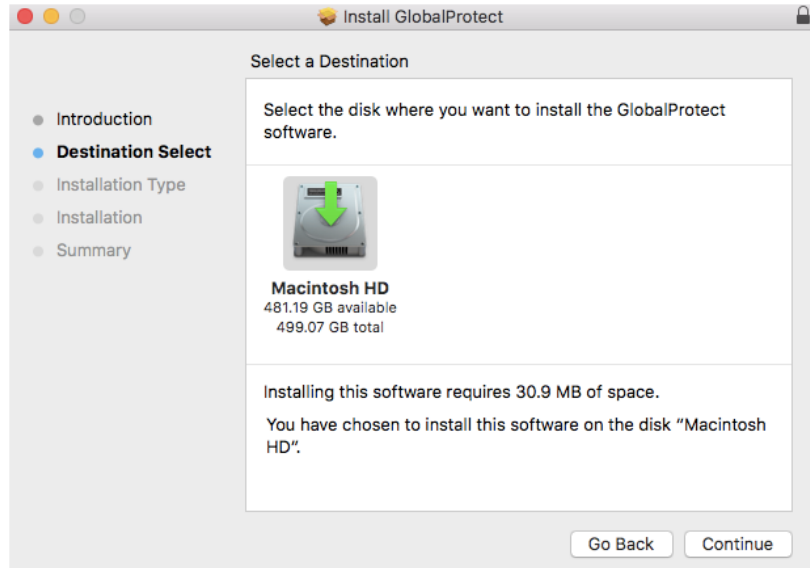 Install GlobalProtect
Select a Destination
Introduction
Destination Select
Installation Type
Installation
Summary
Select the disk where you want to install the GlobalProtect
software.
Macintosh HD
481.19 GB available
499.07 GB total
Installing this software requires 30.9 MB of space.
You have chosen to install this software on the disk “Macintosh
HD”.
Go Back
Continue